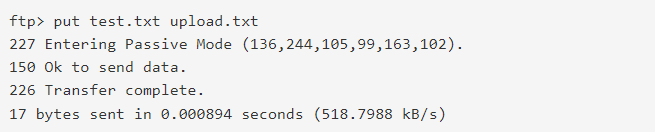 ftp> put test.txt upload.txt
227 Entering Passive Mode (136,244,105,99,163,102).
150 Ok to send data.
226 Transfer complete.
17 bytes sent in 0.000894 seconds (518.7988 kB/s)